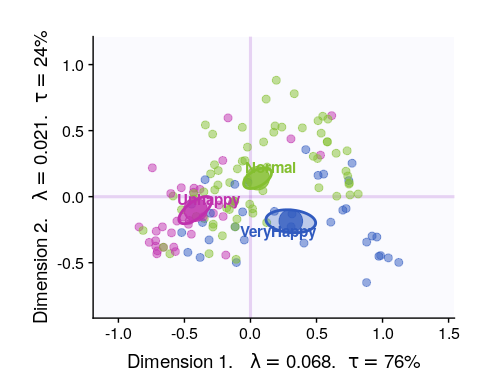 1.0
0.5
0.0
-0.5
Dimension 2.   λ = 0.021.   τ = 24%
Normal
Unhappy
VeryHappy
-1.0 -0.5 0.0 0.5 1.0 1.5
Dimension 1.   λ = 0.068.   τ = 76%